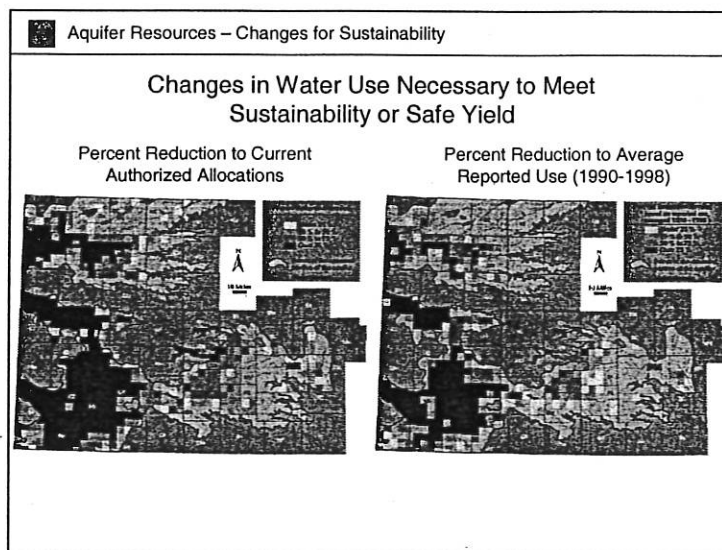 Aquifer Resources – Changes for Sustainability
Changes in Water Use Necessary to Meet
Sustainability or Safe Yield
Percent Reduction to Current
Authorized Allocations
Percent Reduction to Average
Reported Use (1990-1998)
N
N